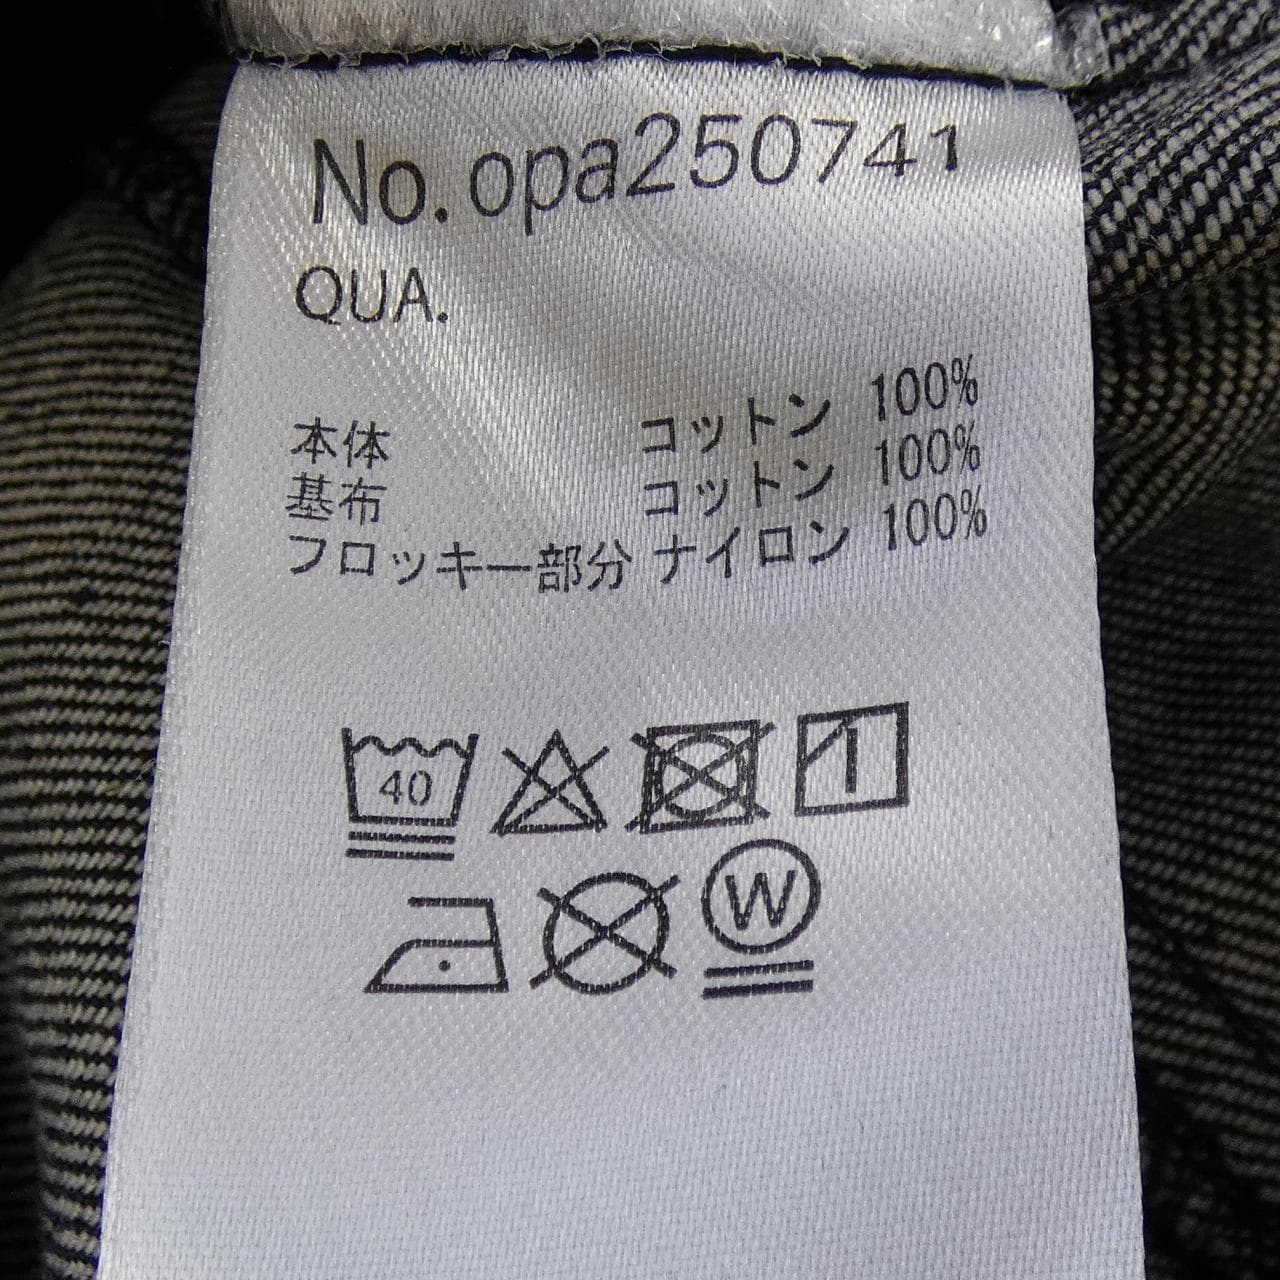 No.opa250741
QUA.
本体 コットン 100%
基布 コットン 100%
フロッキー部分 ナイロン 100%
40
W